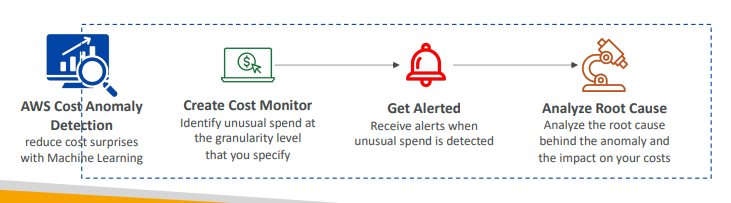 AWS Cost Anomaly
Detection
reduce cost surprises
with Machine Learning
Create Cost Monitor
Identify unusual spend at
the granularity level
that you specify
Get Alerted
Receive alerts when
unusual spend is detected
Analyze Root Cause
Analyze the root cause
behind the anomaly and
the impact on your costs